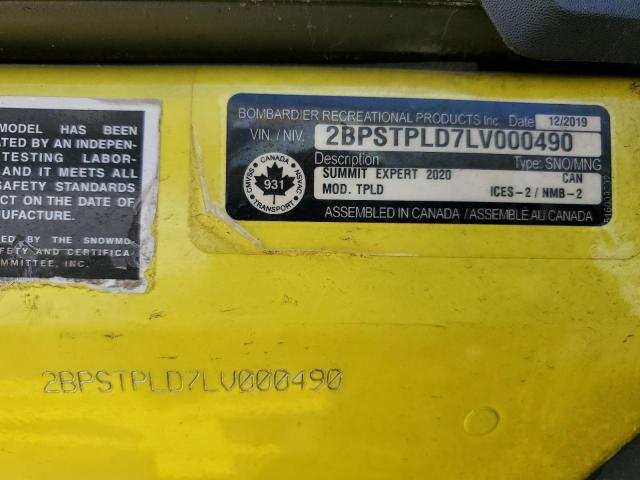 MODEL HAS BEEN
ATED BY AN INDEPEN-
TESTING LABOR-
AND IT MEETS ALL
SAFETY STANDARDS
CT ON THE DATE OF
NUFACTURE.
ED BY THE SNOWMO
FETY AND CERTIFICA
OMMITTEE, INC.
BOMBARDIER RECREATIONAL PRODUCTS Inc. Date 12/2019
VIN. / NIV. 2BPSTPLD7LV000490
Description Type: SNO/MNG
SUMMIT EXPERT 2020 CAN
MOD. TPLD ICES-2 / NMB-2
ASSEMBLED IN CANADA / ASSEMBLÉ AU CANADA
CANADA
CMVSS 931 NSVAC
TRANSPORT
2BPSTPLD7LV000490